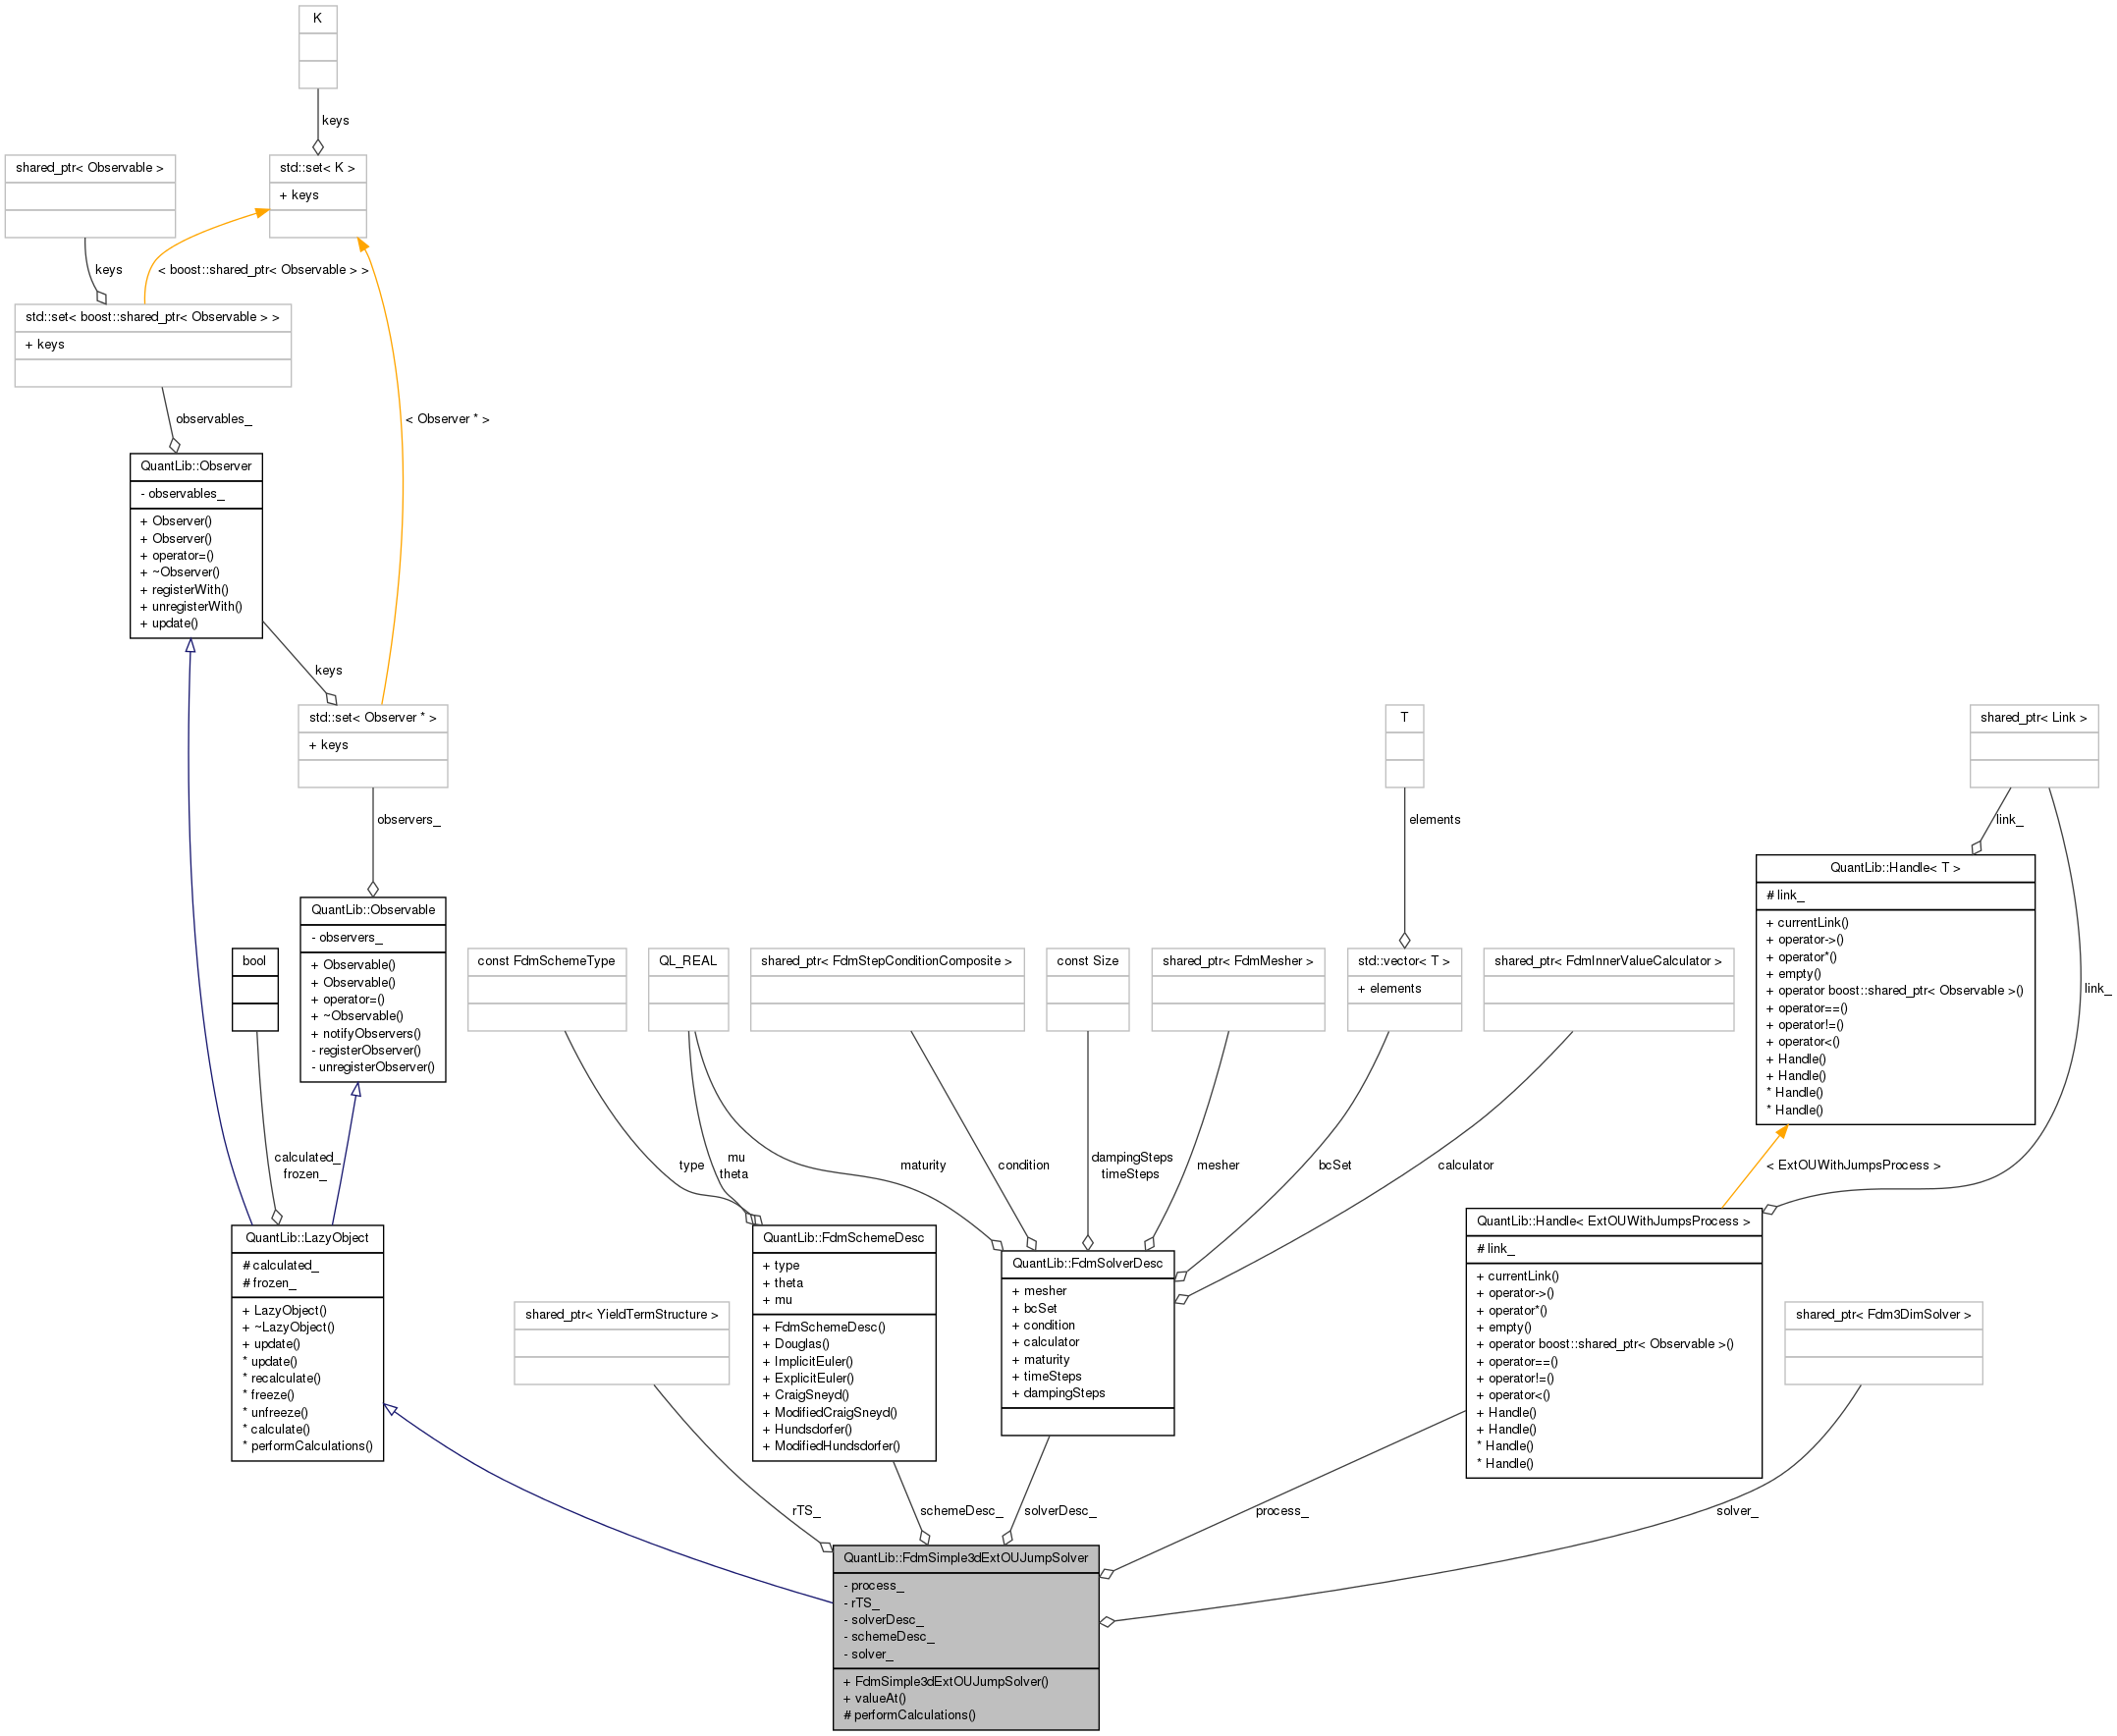 K
keys
shared_ptr< Observable >
std::set< K >
+ keys
keys
< boost::shared_ptr< Observable > >
std::set< boost::shared_ptr< Observable > >
+ keys
observables_
< Observer * >
QuantLib::Observer
- observables_
+ Observer()
+ Observer()
+ operator=()
+ ~Observer()
+ registerWith()
+ unregisterWith()
+ update()
keys
std::set< Observer * >
+ keys
observers_
T
elements
shared_ptr< Link >
link_
link_
QuantLib::Handle< T >
# link_
+ currentLink()
+ operator->()
+ operator*()
+ empty()
+ operator boost::shared_ptr< Observable >()
+ operator==()
+ operator!=()
+ operator<()
+ Handle()
+ Handle()
* Handle()
* Handle()
QuantLib::Observable
- observers_
+ Observable()
+ Observable()
+ operator=()
+ ~Observable()
+ notifyObservers()
- registerObserver()
- unregisterObserver()
bool
const FdmSchemeType
QL_REAL
shared_ptr< FdmStepConditionComposite >
const Size
shared_ptr< FdmMesher >
std::vector< T >
+ elements
shared_ptr< FdmInnerValueCalculator >
calculated_
frozen_
type
mu
theta
maturity
condition
dampingSteps
timeSteps
mesher
bcSet
calculator
< ExtOUWithJumpsProcess >
QuantLib::LazyObject
# calculated_
# frozen_
+ LazyObject()
+ ~LazyObject()
+ update()
* update()
* recalculate()
* freeze()
* unfreeze()
* calculate()
* performCalculations()
shared_ptr< YieldTermStructure >
QuantLib::FdmSchemeDesc
+ type
+ theta
+ mu
+ FdmSchemeDesc()
+ Douglas()
+ ImplicitEuler()
+ ExplicitEuler()
+ CraigSneyd()
+ ModifiedCraigSneyd()
+ Hundsdorfer()
+ ModifiedHundsdorfer()
QuantLib::FdmSolverDesc
+ mesher
+ bcSet
+ condition
+ calculator
+ maturity
+ timeSteps
+ dampingSteps
QuantLib::Handle< ExtOUWithJumpsProcess >
# link_
+ currentLink()
+ operator->()
+ operator*()
+ empty()
+ operator boost::shared_ptr< Observable >()
+ operator==()
+ operator!=()
+ operator<()
+ Handle()
+ Handle()
* Handle()
* Handle()
shared_ptr< Fdm3DimSolver >
rTS_
schemeDesc_
solverDesc_
process_
solver_
QuantLib::FdmSimple3dExtOUJumpSolver
- process_
- rTS_
- solverDesc_
- schemeDesc_
- solver_
+ FdmSimple3dExtOUJumpSolver()
+ valueAt()
# performCalculations()